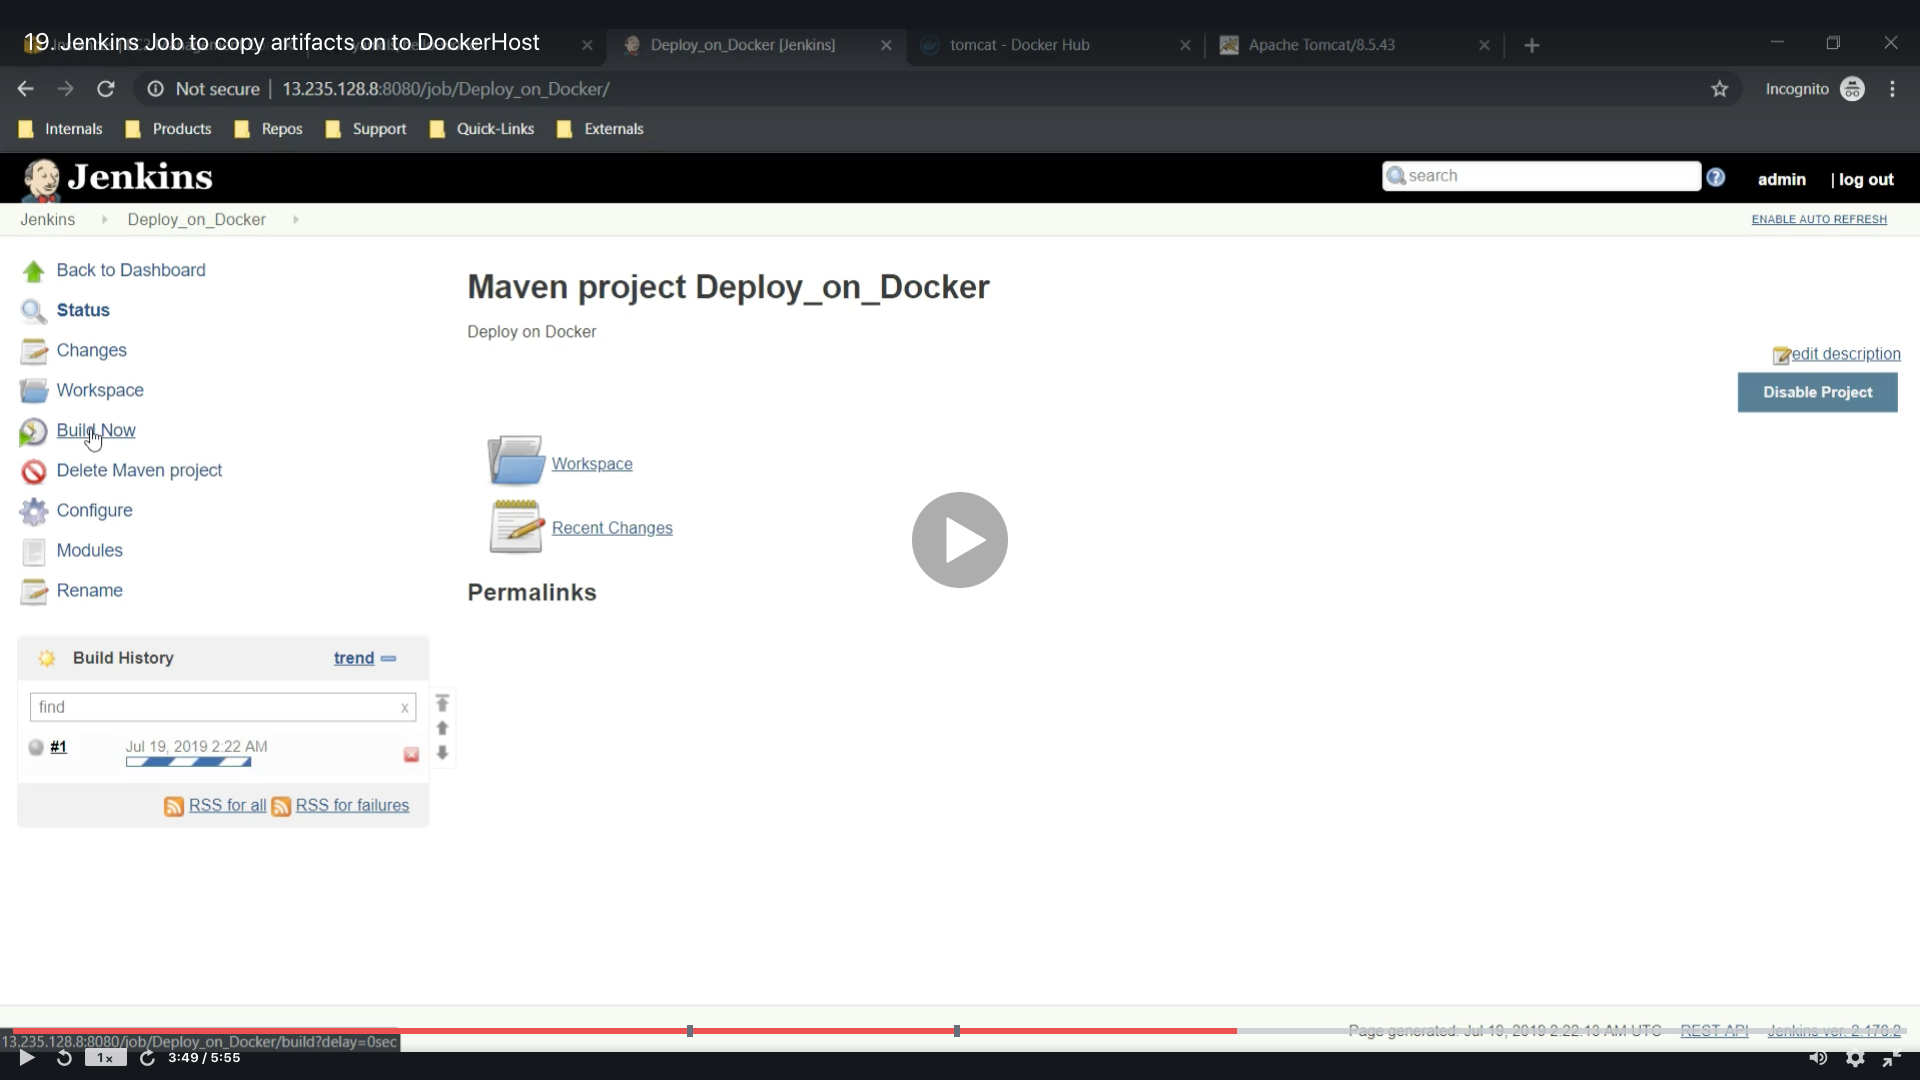 19. Jenkins Job to copy artifacts on to DockerHost
Deploy_on_Docker [Jenkins]
tomcat - Docker Hub
Apache Tomcat/8.5.43
Not secure | 13.235.128.8:8080/job/Deploy_on_Docker/
Incognito
Internals
Products
Repos
Support
Quick-Links
Externals
Jenkins
search
admin
| log out
Jenkins
Deploy_on_Docker
ENABLE AUTO REFRESH
Back to Dashboard
Status
Changes
Workspace
Build Now
Delete Maven project
Configure
Modules
Rename
Maven project Deploy_on_Docker
Deploy on Docker
edit description
Disable Project
Workspace
Recent Changes
Permalinks
Build History
trend
find
x
#1
Jul 19, 2019 2:22 AM
RSS for all
RSS for failures
Page generated: Jul 19, 2019 2:22:13 AM UTC
REST API
Jenkins ver. 2.176.2
13.235.128.8:8080/job/Deploy_on_Docker/build?delay=0sec
1x
3:49 / 5:55